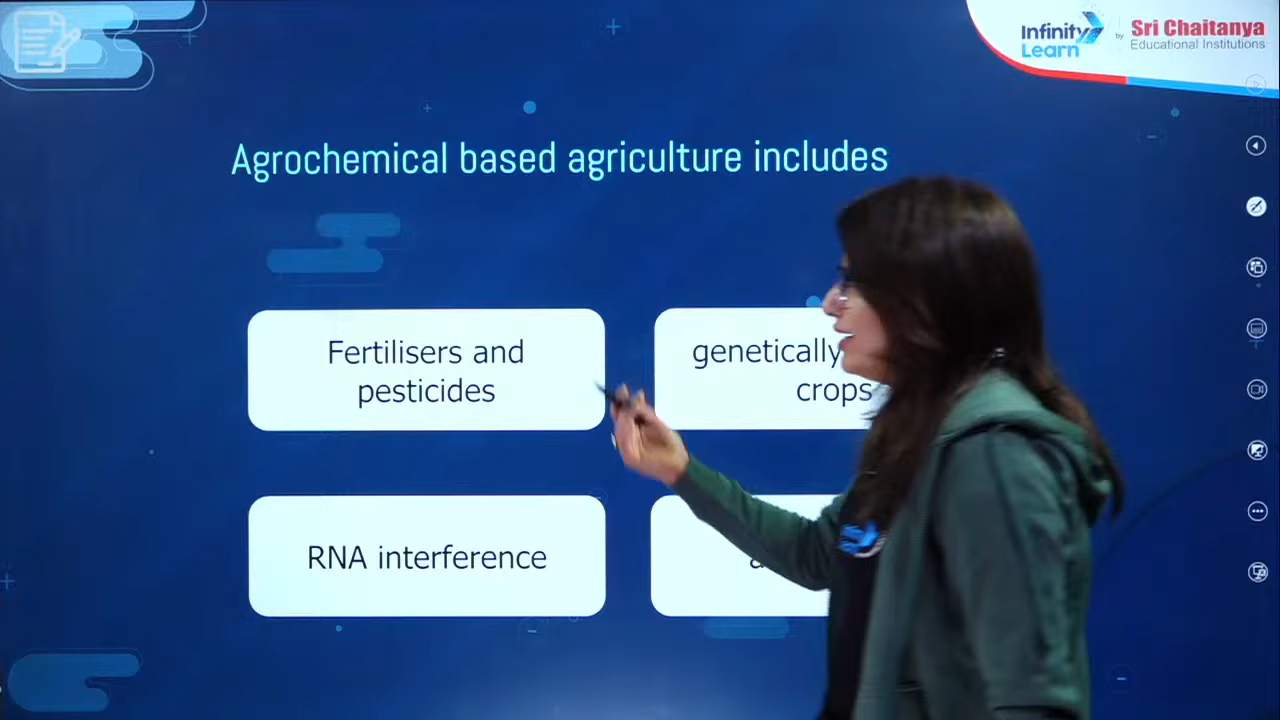 Infinity
Learn
by
Sri Chaitanya
Educational Institutions
Agrochemical based agriculture includes
Fertilisers and
pesticides
genetically
crops
RNA interference